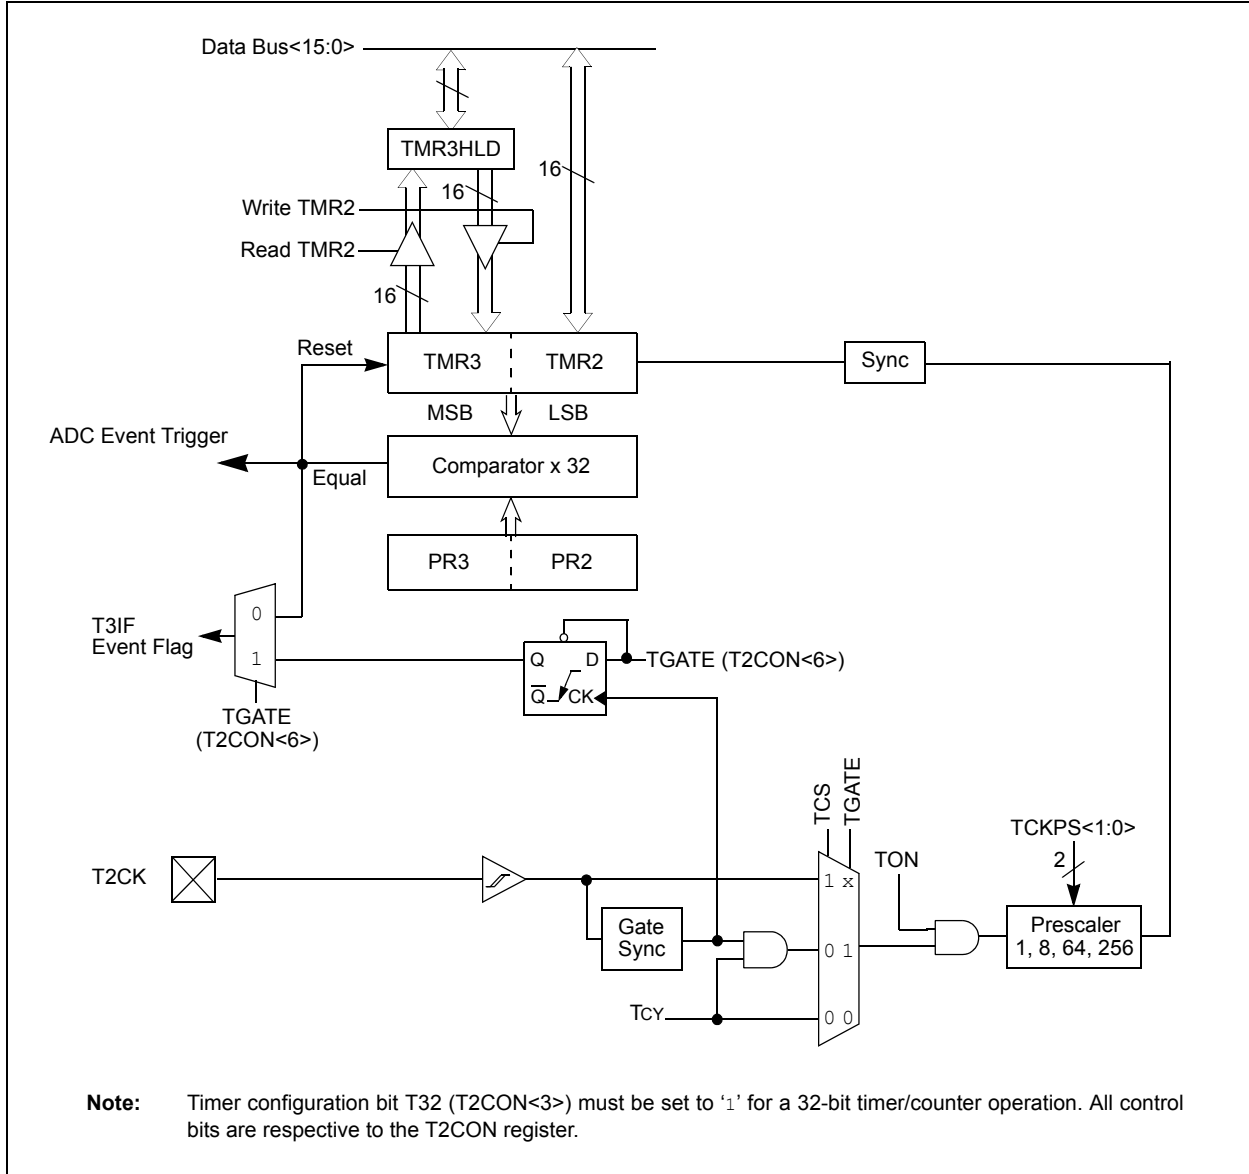 Data Bus<15:0>
TMR3HLD
16
16
Write TMR2
Read TMR2
16
Reset
TMR3
TMR2
Sync
MSB
LSB
ADC Event Trigger
Equal
Comparator x 32
PR3
PR2
0
1
T3IF
Event Flag
Q
D
Q
CK
TGATE (T2CON<6>)
TGATE
(T2CON<6>)
TCS
TGATE
TCKPS<1:0>
2
TON
T2CK
1 x
Gate
Sync
0 1
Prescaler
1, 8, 64, 256
TCY
0 0
Note: Timer configuration bit T32 (T2CON<3>) must be set to ‘1’ for a 32-bit timer/counter operation. All control
bits are respective to the T2CON register.